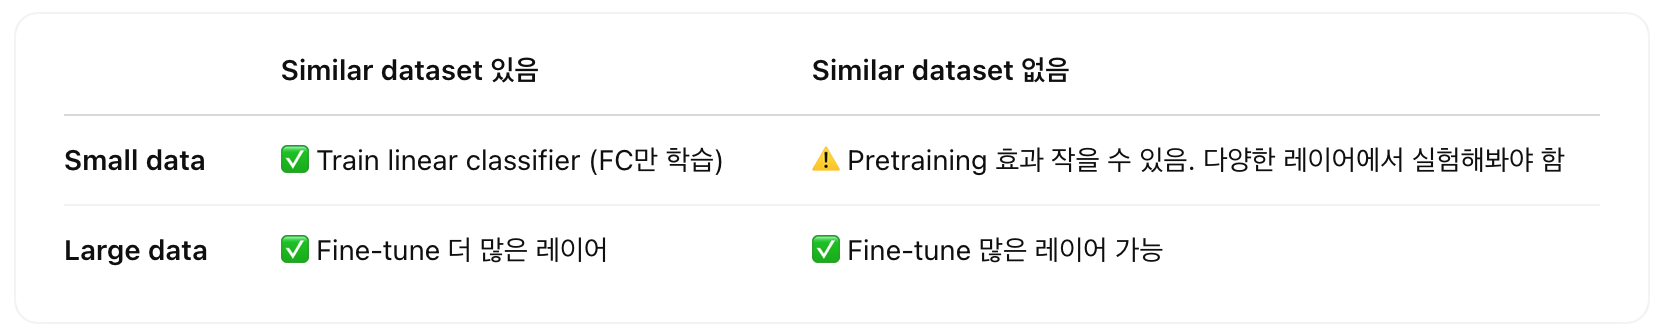 Similar dataset 있음 Similar dataset 없음
Small data ✅ Train linear classifier (FC만 학습) ⚠️ Pretraining 효과 작을 수 있음. 다양한 레이어에서 실험해봐야 함
Large data ✅ Fine-tune 더 많은 레이어 ✅ Fine-tune 많은 레이어 가능